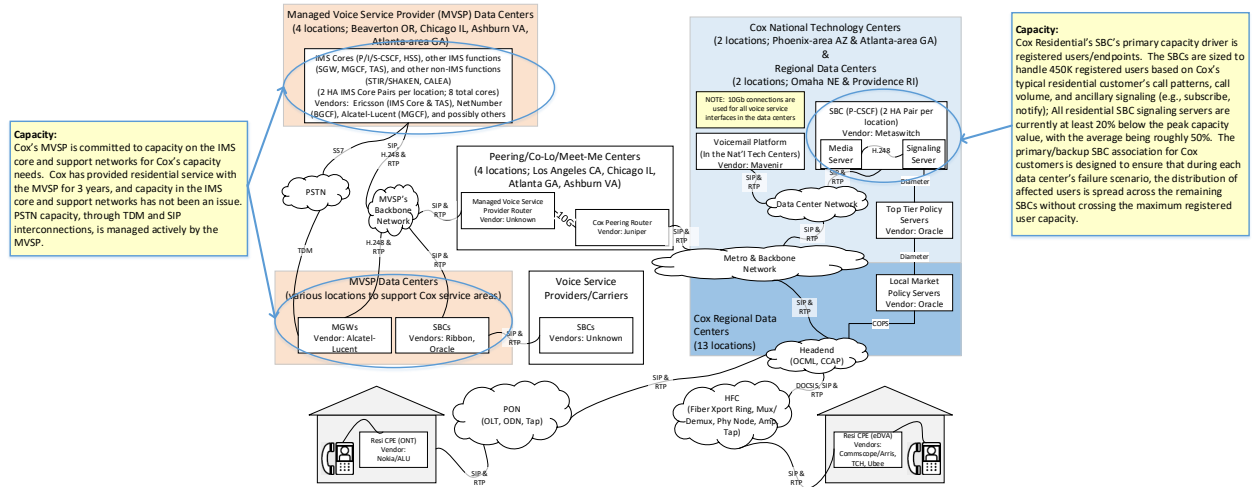 Managed Voice Service Provider (MVSP) Data Centers
(4 locations; Beaverton OR, Chicago IL, Ashburn VA,
Atlanta-area GA)
IMS Cores (P/I/S-CSCF, HSS), other IMS functions
(SGW, MGCF, TAS), and other non-IMS functions
(STIR/SHAKEN, CALEA)
(2 HA IMS Core Pairs per location; 8 total cores)
Vendors: Ericsson (IMS Core & TAS), NetNumber
(BGCF), Alcatel-Lucent (MGCF), and possibly others
Capacity:
Cox's MVSP is committed to capacity on the IMS
core and support networks for Cox's capacity
needs. Cox has provided residential service with
the MVSP for 3 years, and capacity in the IMS
core and support networks has not been an issue.
PSTN capacity, through TDM and SIP
interconnections, is managed actively by the
MVSP.
SS7
SIP,
H.248 &
RTP
PSTN
MVSP's
Backbone
Network
TDM
H.248 &
RTP
SIP &
RTP
SIP &
RTP
Peering/Co-Lo/Meet-Me Centers
(4 locations; Los Angeles CA, Chicago IL,
Atlanta GA, Ashburn VA)
Managed Voice Service
Provider Router
Vendor: Unknown
10G
Cox Peering Router
Vendor: Juniper
SIP &
RTP
MVSP Data Centers
(various locations to support Cox service areas)
MGWs
Vendor: Alcatel-
Lucent
SBCs
Vendors: Ribbon,
Oracle
SIP &
RTP
Voice Service
Providers/Carriers
SBCs
Vendors: Unknown
Cox National Technology Centers
(2 locations; Phoenix-area AZ & Atlanta-area GA)
&
Regional Data Centers
(2 locations; Omaha NE & Providence RI)
NOTE: 10Gb connections are
used for all voice service
interfaces in the data centers
SBC (P-CSCF) (2 HA Pair per
location)
Vendor: Metaswitch
Media
Server
H.248
Signaling
Server
Voicemail Platform
(In the Nat'l Tech Centers)
Vendor: Mavenir
SIP &
RTP
SIP &
RTP
Diameter
Data Center Network
Top Tier Policy
Servers
Vendor: Oracle
SIP &
RTP
Metro & Backbone
Network
Diameter
Local Market
Policy Servers
Vendor: Oracle
SIP &
RTP
COPS
Cox Regional Data
Centers
(13 locations)
Headend
(OCML, CCAP)
Capacity:
Cox Residential's SBC's primary capacity driver is
registered users/endpoints. The SBCs are sized to
handle 450K registered users based on Cox's
typical residential customer's call patterns, call
volume, and ancillary signaling (e.g., subscribe,
notify); All residential SBC signaling servers are
currently at least 20% below the peak capacity
value, with the average being roughly 50%. The
primary/backup SBC association for Cox
customers is designed to ensure that during each
data center's failure scenario, the distribution of
affected users is spread across the remaining
SBCs without crossing the maximum registered
user capacity.
SIP &
RTP
DOCSIS, SIP &
RTP
PON
(OLT, ODN, Tap)
HFC
(Fiber Xport Ring, Mux/
Demux, Phy Node, Amp,
Tap)
Resi CPE (ONT)
Vendor:
Nokia/ALU
SIP &
RTP
SIP &
RTP
Resi CPE (eDVA)
Vendors:
Commscope/Arris,
TCH, Ubee